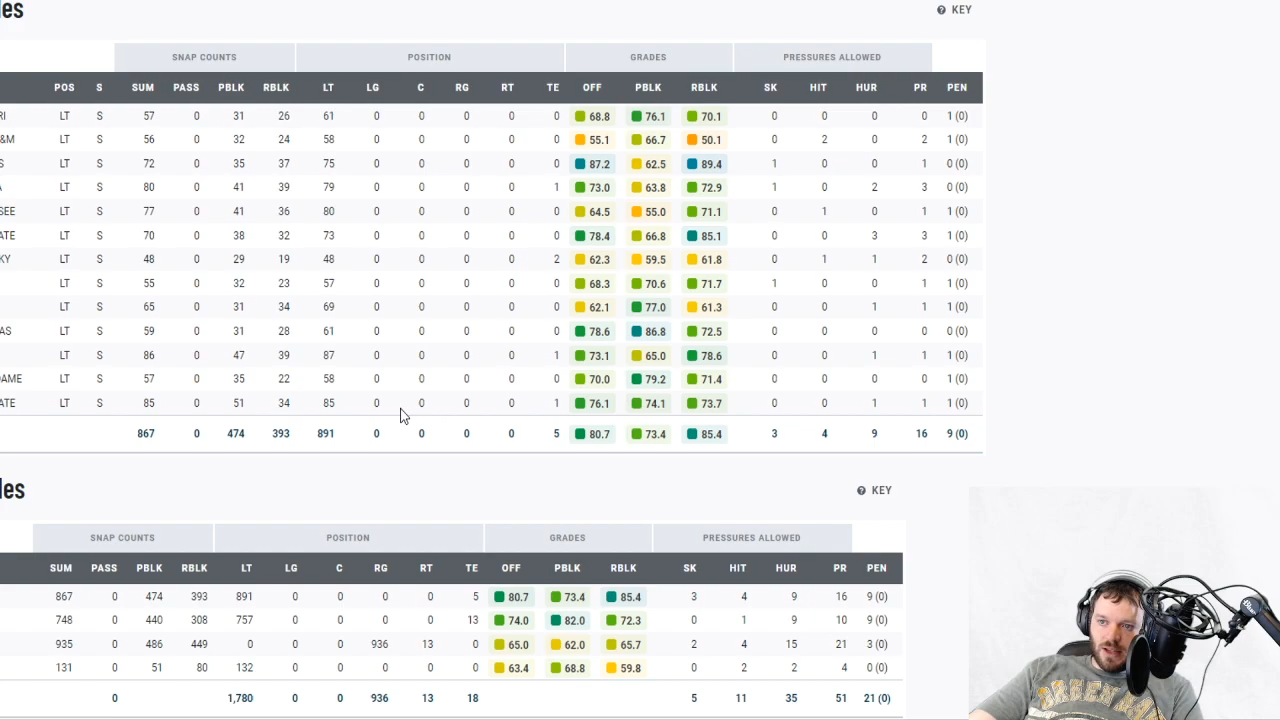 les
KEY
SNAP COUNTS POSITION GRADES PRESSURES ALLOWED
POS S SUM PASS PBLK RBLK LT LG C RG RT TE OFF PBLK RBLK SK HIT HUR PR PEN
RI LT S 57 0 31 26 61 0 0 0 0 0 68.8 76.1 70.1 0 0 0 0 1 (0)
&M LT S 56 0 32 24 58 0 0 0 0 0 55.1 66.7 50.1 0 2 0 2 1 (0)
S LT S 72 0 35 37 75 0 0 0 0 0 87.2 62.5 89.4 1 0 0 1 0 (0)
A LT S 80 0 41 39 79 0 0 0 0 1 73.0 63.8 72.9 1 0 2 3 0 (0)
SEE LT S 77 0 41 36 80 0 0 0 0 0 64.5 55.0 71.1 0 1 0 1 1 (0)
ATE LT S 70 0 38 32 73 0 0 0 0 0 78.4 66.8 85.1 0 0 3 3 1 (0)
KY LT S 48 0 29 19 48 0 0 0 0 2 62.3 59.5 61.8 0 1 1 2 0 (0)
LT S 55 0 32 23 57 0 0 0 0 0 68.3 70.6 71.7 1 0 0 1 1 (0)
LT S 65 0 31 34 69 0 0 0 0 0 62.1 77.0 61.3 0 0 1 1 1 (0)
AS LT S 59 0 31 28 61 0 0 0 0 0 78.6 86.8 72.5 0 0 0 0 0 (0)
LT S 86 0 47 39 87 0 0 0 0 1 73.1 65.0 78.6 0 0 1 1 1 (0)
DAME LT S 57 0 35 22 58 0 0 0 0 0 70.0 79.2 71.4 0 0 0 0 1 (0)
ATE LT S 85 0 51 34 85 0 0 0 0 1 76.1 74.1 73.7 0 0 1 1 1 (0)
867 0 474 393 891 0 0 0 0 5 80.7 73.4 85.4 3 4 9 16 9 (0)
les
KEY
SNAP COUNTS POSITION GRADES PRESSURES ALLOWED
SUM PASS PBLK RBLK LT LG C RG RT TE OFF PBLK RBLK SK HIT HUR PR PEN
867 0 474 393 891 0 0 0 0 5 80.7 73.4 85.4 3 4 9 16 9 (0)
748 0 440 308 757 0 0 0 0 13 74.0 82.0 72.3 0 1 9 10 9 (0)
935 0 486 449 0 0 0 936 13 0 65.0 62.0 65.7 2 4 15 21 3 (0)
131 0 51 80 132 0 0 0 0 0 63.4 68.8 59.8 0 2 2 4 0 (0)
0 1,780 0 0 936 13 18 5 11 35 51 21 (0)